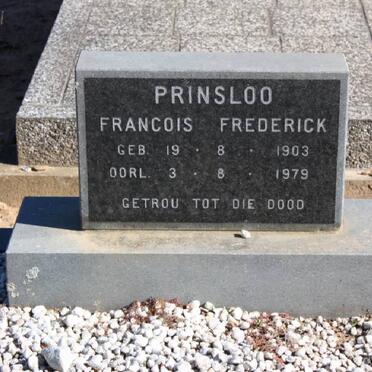 PRINSLOO
FRANCOIS FREDERICK
GEB. 19 · 8 · 1903
OORL. 3 · 8 · 1979
GETROU TOT DIE DOOD